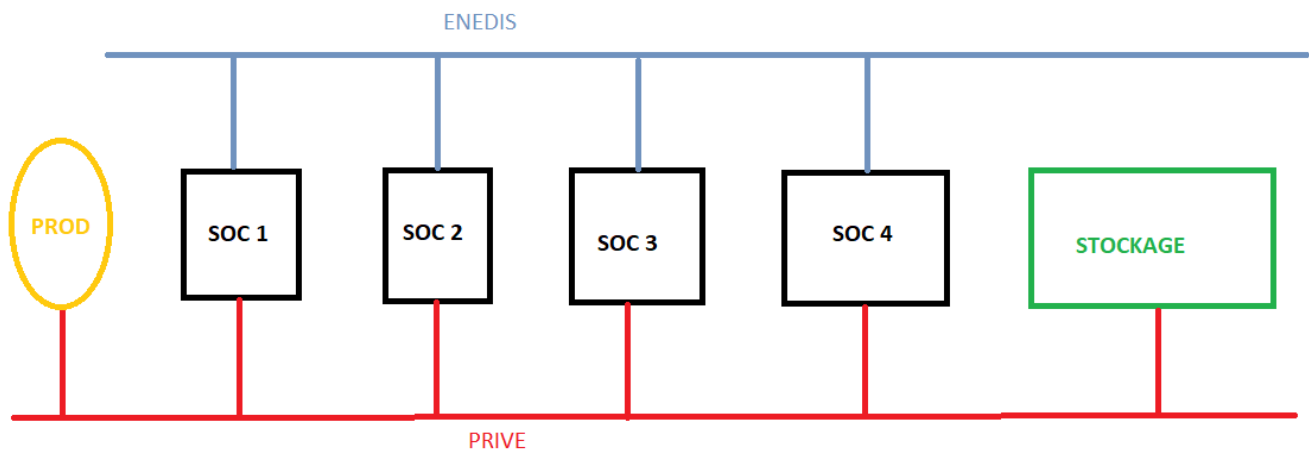 ENEDIS
PROD
SOC 1
SOC 2
SOC 3
SOC 4
STOCKAGE
PRIVE